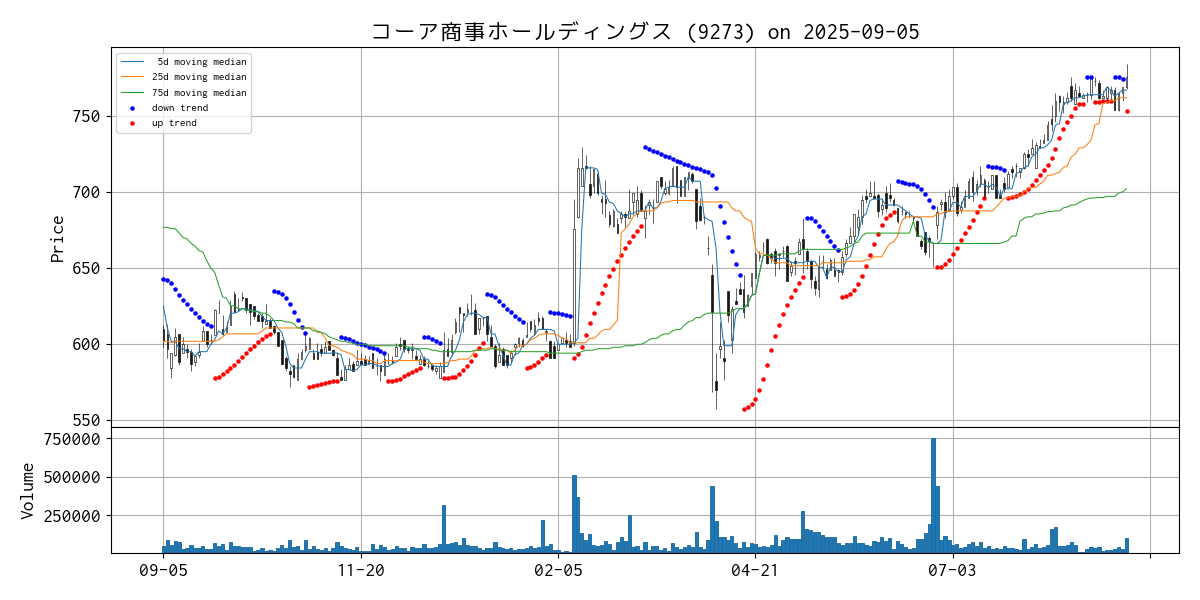 コーア商事ホールディングス (9273) on 2025-09-05
5d moving median
25d moving median
75d moving median
down trend
up trend
Price
750
700
650
600
550
Volume
750000
500000
250000
09-05 11-20 02-05 04-21 07-03